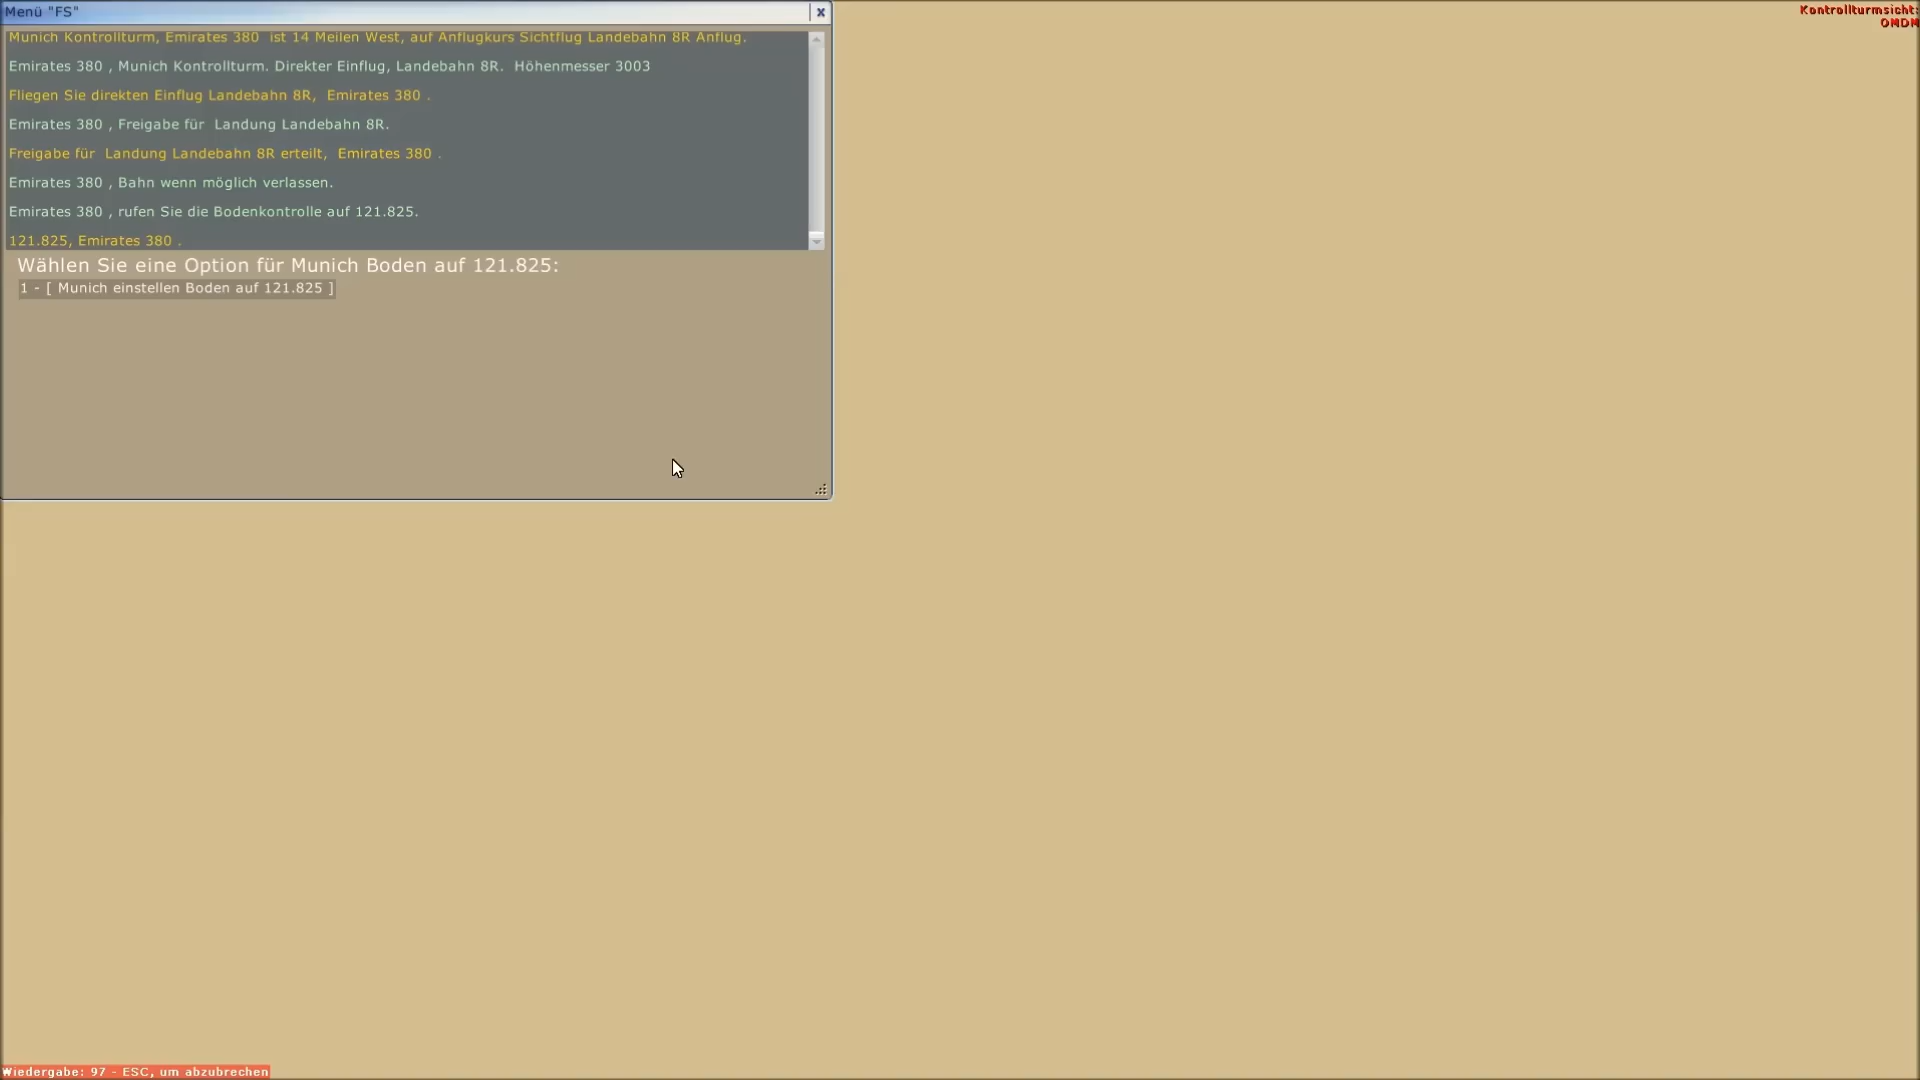 Menü "FS"
Kontrollturmsicht:
OMDM
Munich Kontrollturm, Emirates 380 ist 14 Meilen West, auf Anflugkurs Sichtflug Landebahn 8R Anflug.
Emirates 380 , Munich Kontrollturm. Direkter Einflug, Landebahn 8R. Höhenmesser 3003
Fliegen Sie direkten Einflug Landebahn 8R, Emirates 380 .
Emirates 380 , Freigabe für Landung Landebahn 8R.
Freigabe für Landung Landebahn 8R erteilt, Emirates 380 .
Emirates 380 , Bahn wenn möglich verlassen.
Emirates 380 , rufen Sie die Bodenkontrolle auf 121.825.
121.825, Emirates 380 .
Wählen Sie eine Option für Munich Boden auf 121.825:
1 - [ Munich einstellen Boden auf 121.825 ]
Wiedergabe: 97 - ESC, um abzubrechen